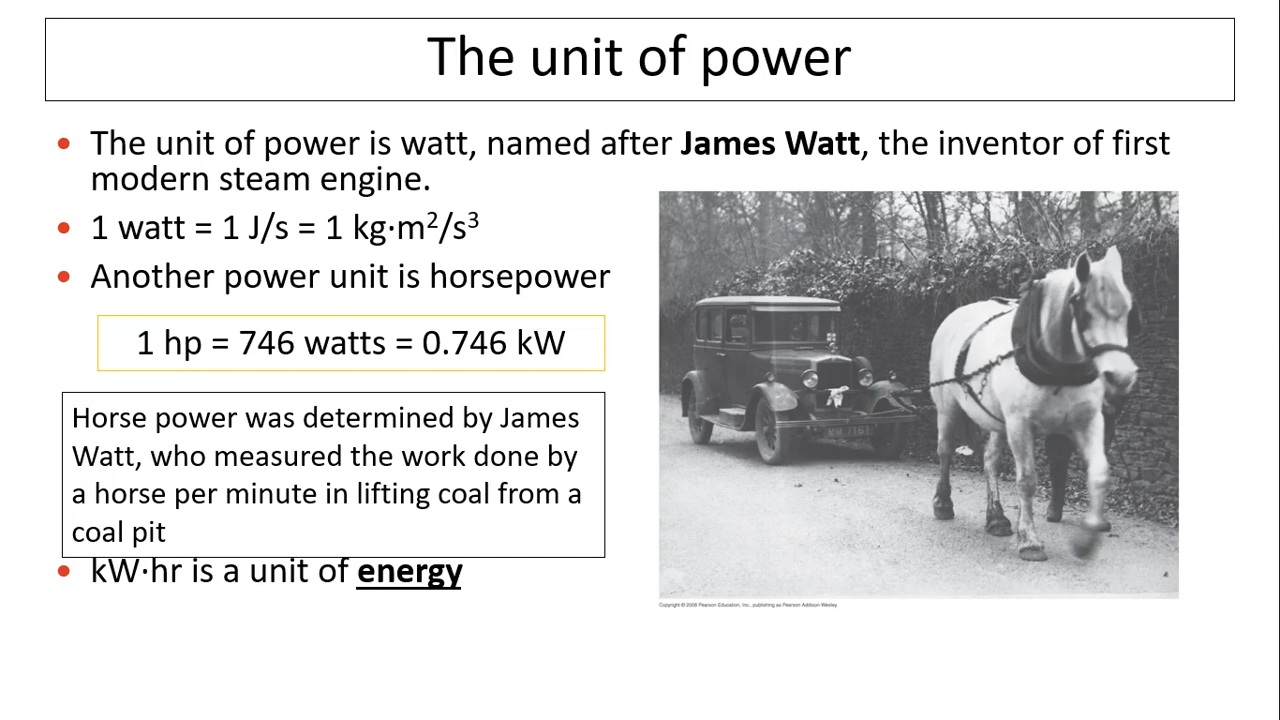 The unit of power
• The unit of power is watt, named after James Watt, the inventor of first
modern steam engine.
• 1 watt = 1 J/s = 1 kg·m²/s³
• Another power unit is horsepower
1 hp = 746 watts = 0.746 kW
Horse power was determined by James
Watt, who measured the work done by
a horse per minute in lifting coal from a
coal pit
• kW·hr is a unit of energy
Copyright © 2008 Pearson Education, Inc., publishing as Pearson Addison-Wesley.